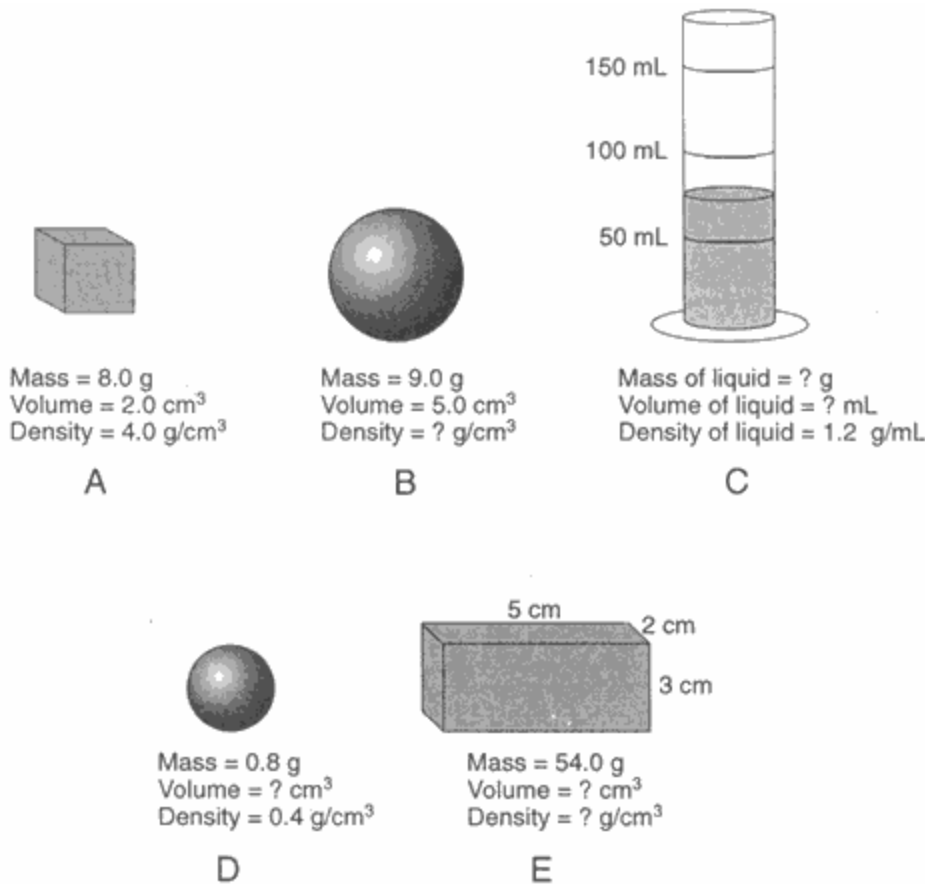 150 mL
100 mL
50 mL
Mass = 8.0 g
Volume = 2.0 cm³
Density = 4.0 g/cm³
A
Mass = 9.0 g
Volume = 5.0 cm³
Density = ? g/cm³
B
Mass of liquid = ? g
Volume of liquid = ? mL
Density of liquid = 1.2 g/mL
C
Mass = 0.8 g
Volume = ? cm³
Density = 0.4 g/cm³
D
5 cm
2 cm
3 cm
Mass = 54.0 g
Volume = ? cm³
Density = ? g/cm³
E